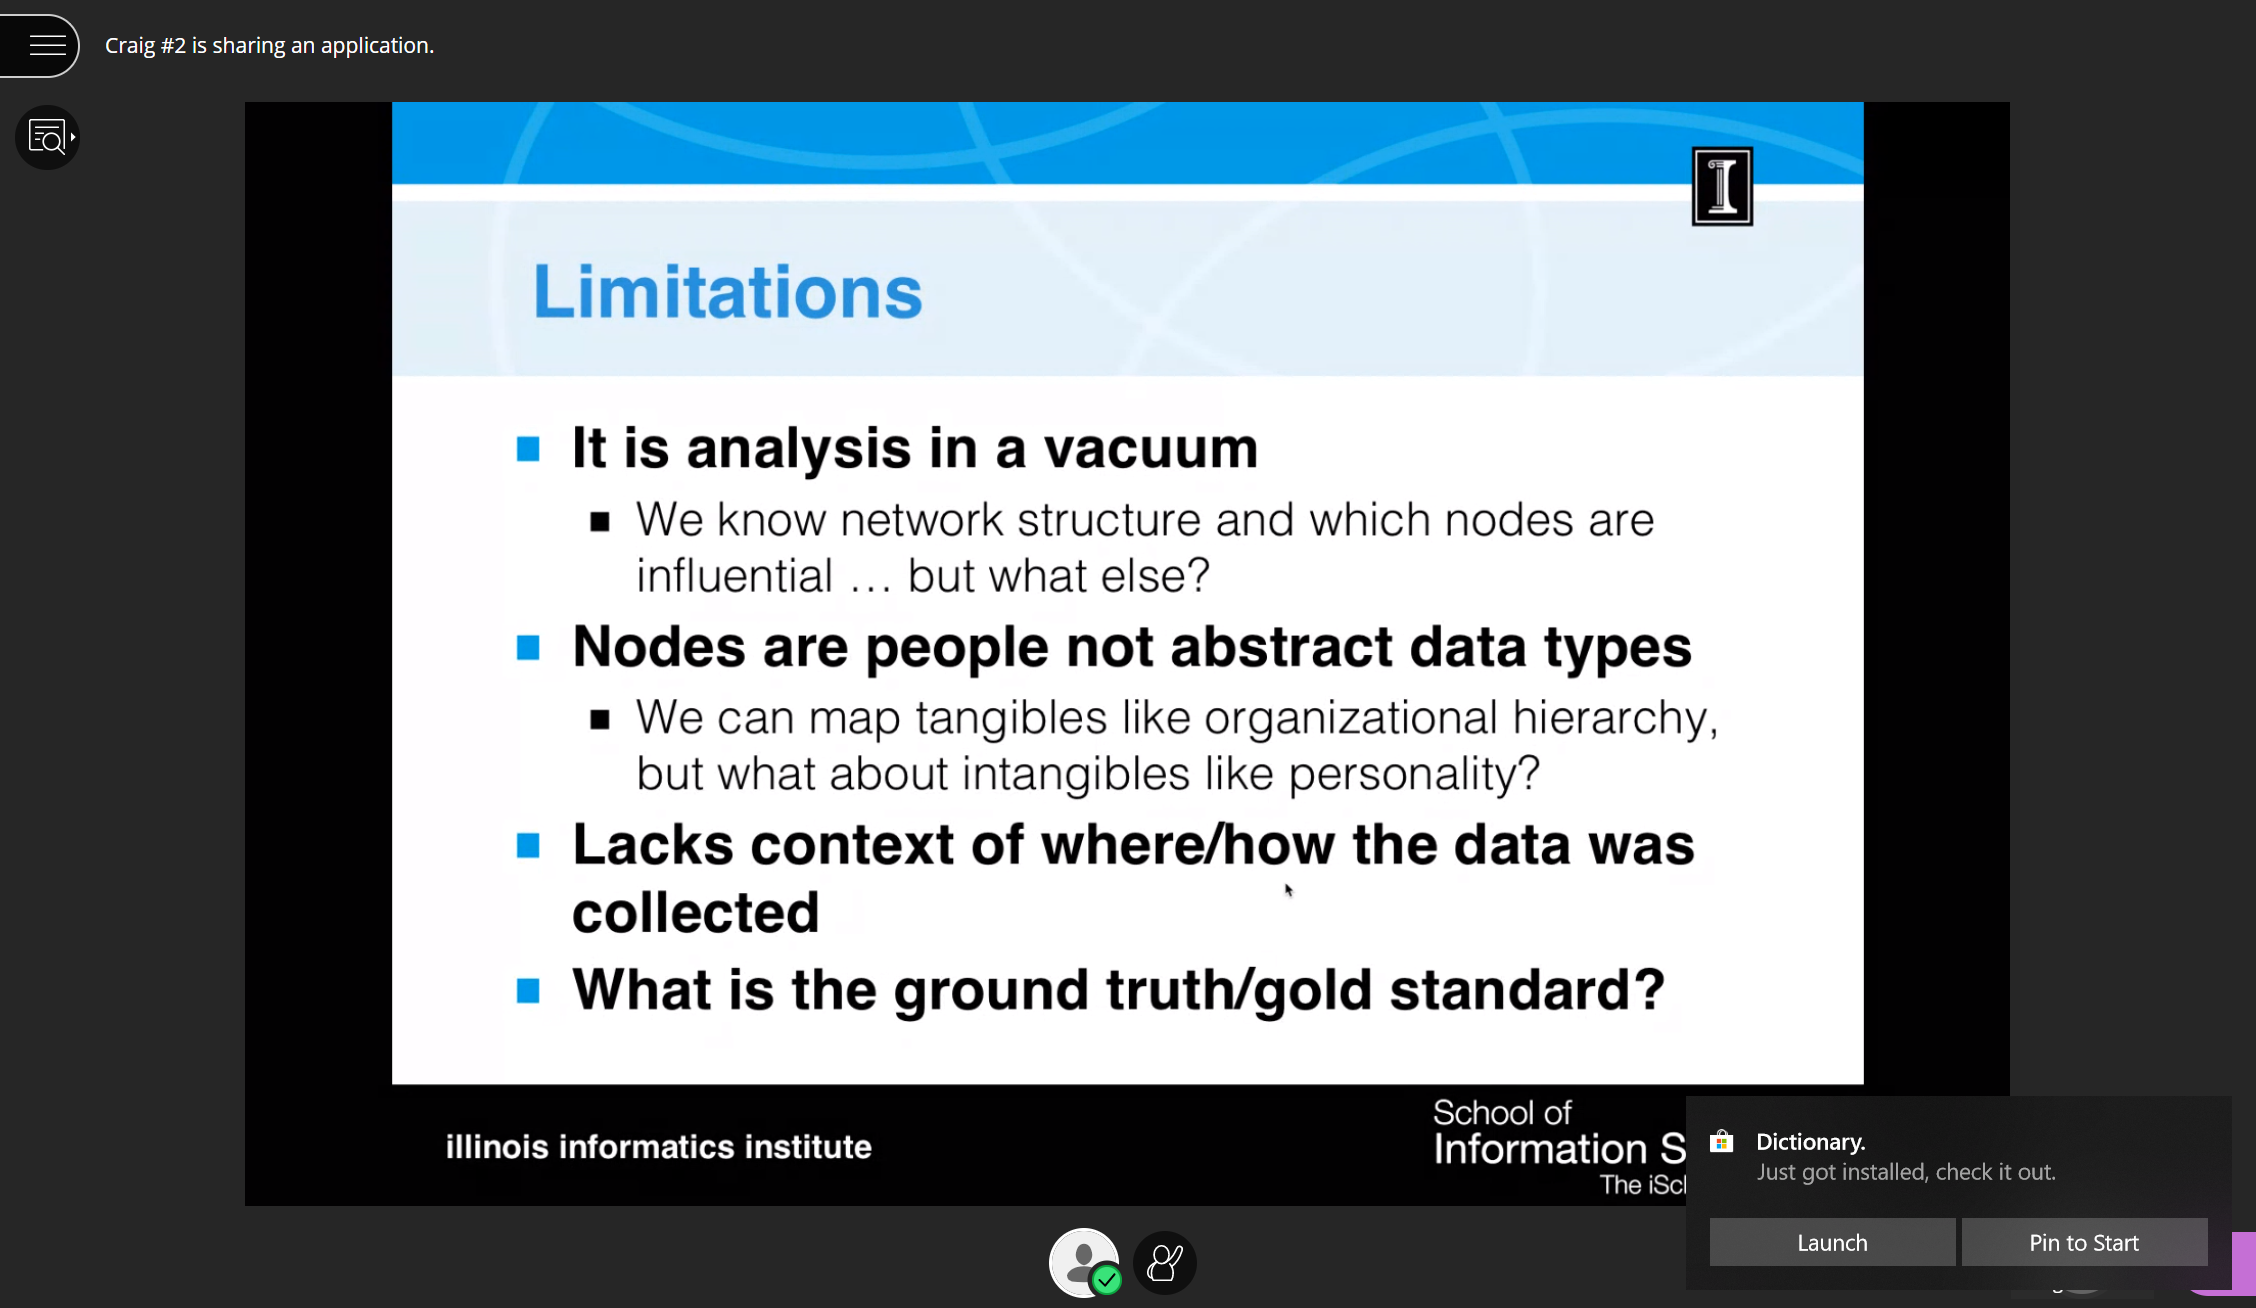 Craig #2 is sharing an application.
Limitations
It is analysis in a vacuum
We know network structure and which nodes are
influential … but what else?
Nodes are people not abstract data types
We can map tangibles like organizational hierarchy,
but what about intangibles like personality?
Lacks context of where/how the data was
collected
What is the ground truth/gold standard?
illinois informatics institute
School of
Information S
The iSc
Dictionary.
Just got installed, check it out.
Launch
Pin to Start